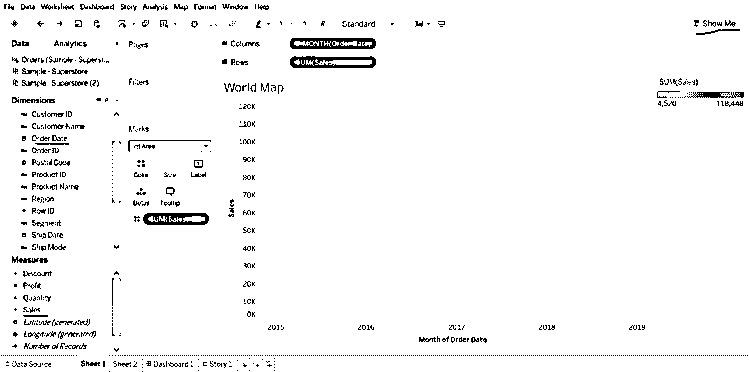 File Data Worksheet Dashboard Story Analysis Map Format Window Help
Standard
Show Me
Data Analytics
Pages
Columns
MONTH(Order Date)
Orders (Sample - Superst...
Sample - Superstore
Sample - Superstore (2)
Rows
SUM(Sales)
Filters
World Map
SUM(Sales)
4,520 118,448
Dimensions
Customer ID
Customer Name
Order Date
Order ID
Postal Code
Product ID
Product Name
Region
Row ID
Segment
Ship Date
Ship Mode
Measures
Discount
Profit
Quantity
Sales
Latitude (generated)
Longitude (generated)
Number of Records
Marks
Area
Color Size Label
Detail Tooltip
SUM(Sales)
120K
110K
100K
90K
80K
70K
60K
50K
40K
30K
20K
10K
0K
Sales
2015 2016 2017 2018 2019
Month of Order Date
Data Source Sheet 1 Sheet 2 Dashboard 1 Story 1